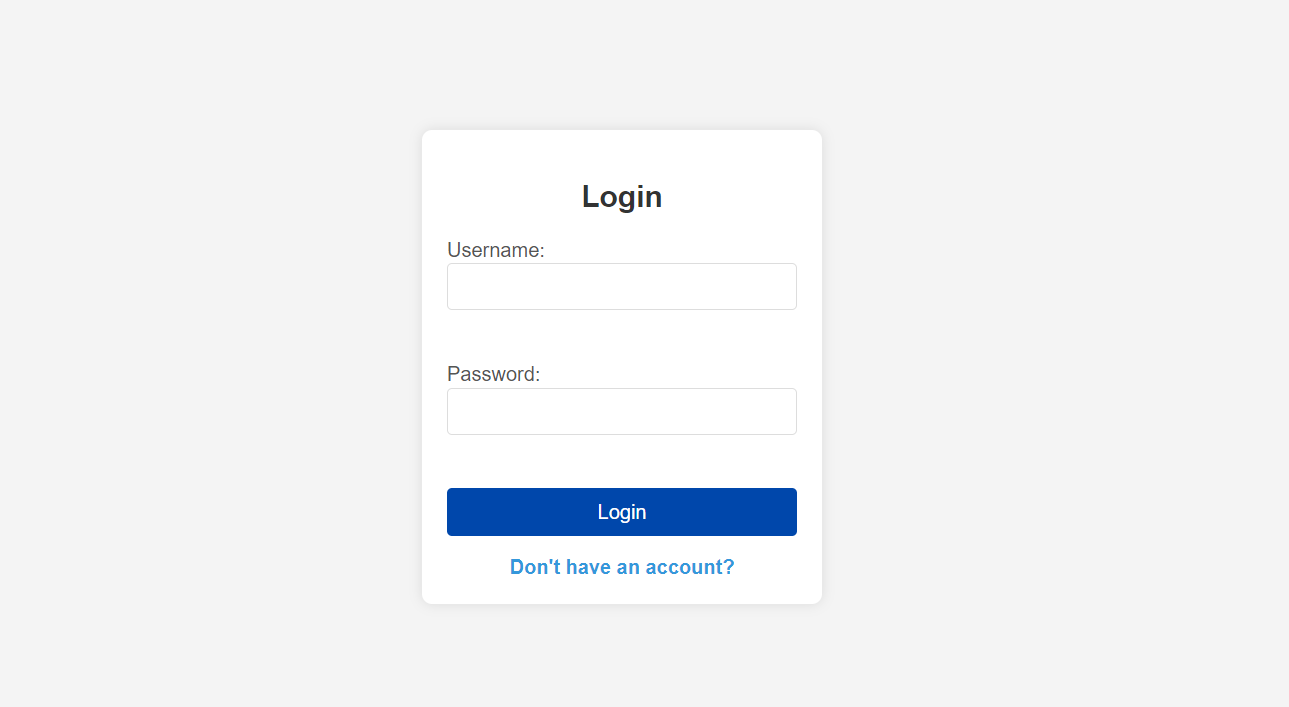 Login
Username:
Password:
Login
Don't have an account?